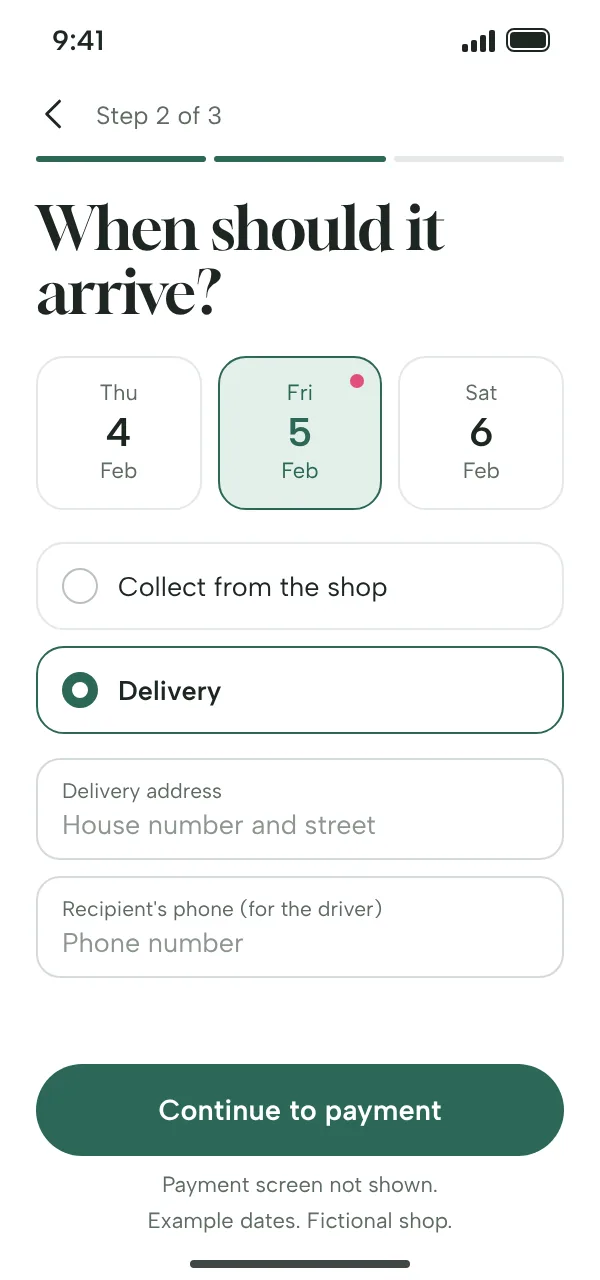 9:41
Step 2 of 3
When should it
arrive?
Thu
4
Feb
Fri
5
Feb
Sat
6
Feb
Collect from the shop
Delivery
Delivery address
House number and street
Recipient's phone (for the driver)
Phone number
Continue to payment
Payment screen not shown.
Example dates. Fictional shop.